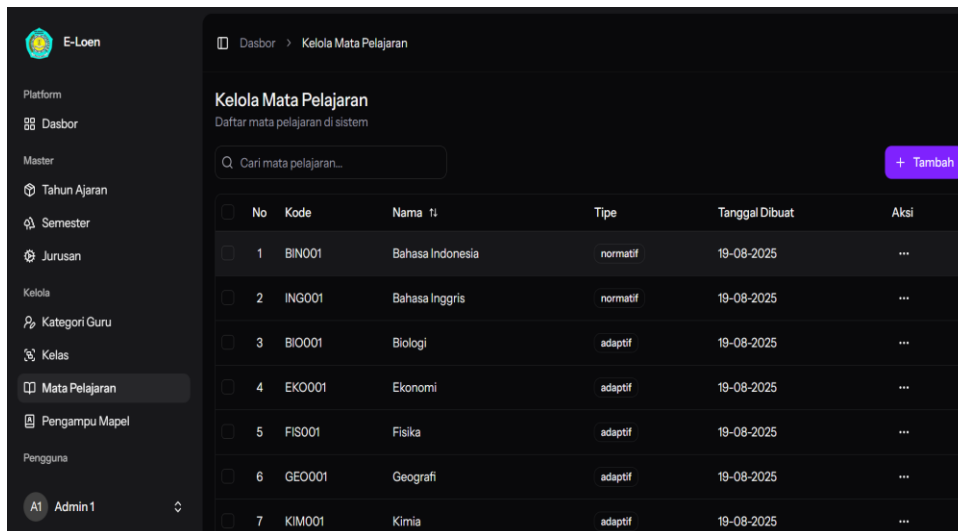 E-Loen
Platform
Dasbor
Master
Tahun Ajaran
Semester
Jurusan
Kelola
Kategori Guru
Kelas
Mata Pelajaran
Pengampu Mapel
Pengguna
A1 Admin 1
Dasbor > Kelola Mata Pelajaran
Kelola Mata Pelajaran
Daftar mata pelajaran di sistem
Cari mata pelajaran...
+ Tambah
No Kode Nama Tipe Tanggal Dibuat Aksi
1 BIN001 Bahasa Indonesia normatif 19-08-2025 ...
2 ING001 Bahasa Inggris normatif 19-08-2025 ...
3 BIO001 Biologi adaptif 19-08-2025 ...
4 EKO001 Ekonomi adaptif 19-08-2025 ...
5 FIS001 Fisika adaptif 19-08-2025 ...
6 GEO001 Geografi adaptif 19-08-2025 ...
7 KIM001 Kimia adaptif 19-08-2025 ...